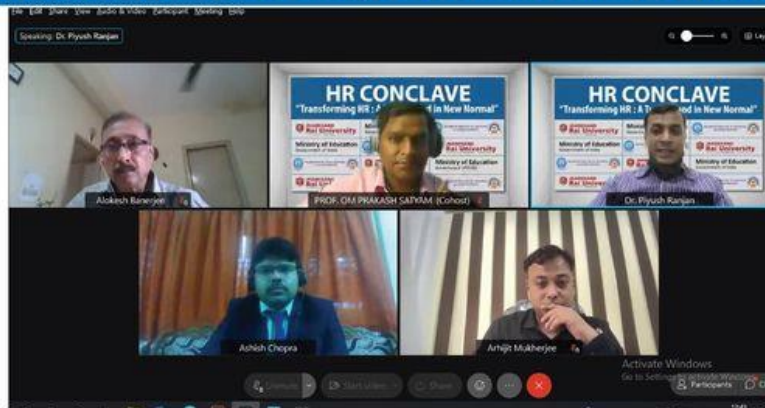 File Edit Share View Audio & Video Participant Meeting Help
Speaking: Dr. Piyush Ranjan
HR CONCLAVE
"Transforming HR : A
nd in New Normal"
Rai University
Ministry of Education
Ministry of Education
HR CONCLAVE
"Transforming HR : A
nd in New Normal"
Rai University
Rai University
Ministry of Education
Ministry of Education
Alokesh Banerjee
PROF. OM PRAKASH SATYAM (Cohost)
Dr. Piyush Ranjan
Ashish Chopra
Arhijit Mukherjee
Activate Windows
Go to Settings to activate Windows
Unmute
Start video
Share
Participants